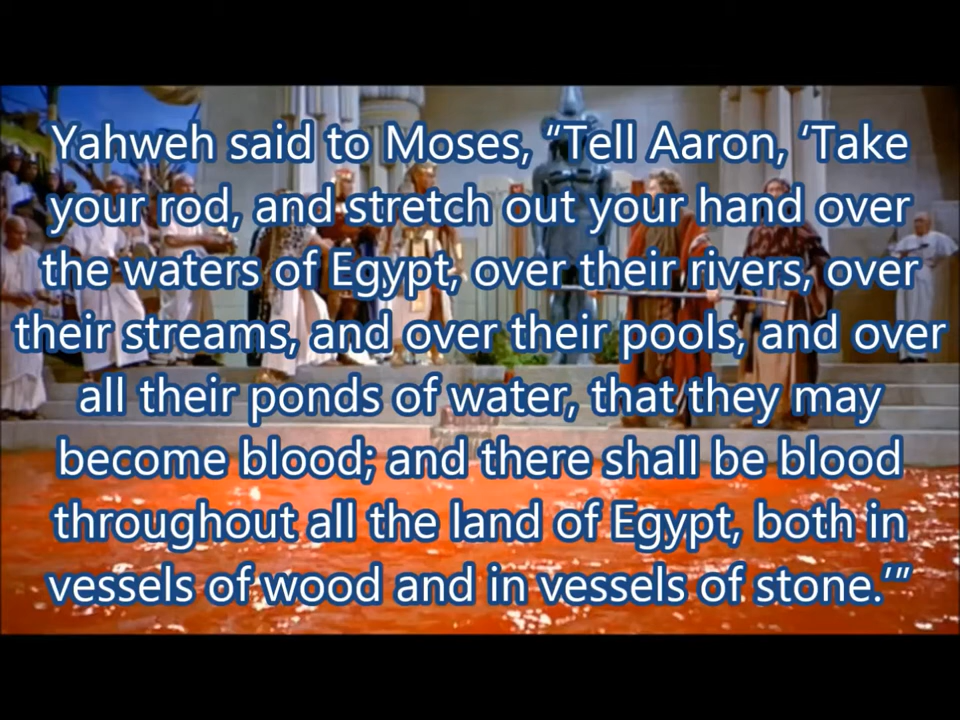 Yahweh said to Moses, “Tell Aaron, ‘Take
your rod, and stretch out your hand over
the waters of Egypt, over their rivers, over
their streams, and over their pools, and over
all their ponds of water, that they may
become blood; and there shall be blood
throughout all the land of Egypt, both in
vessels of wood and in vessels of stone.’”